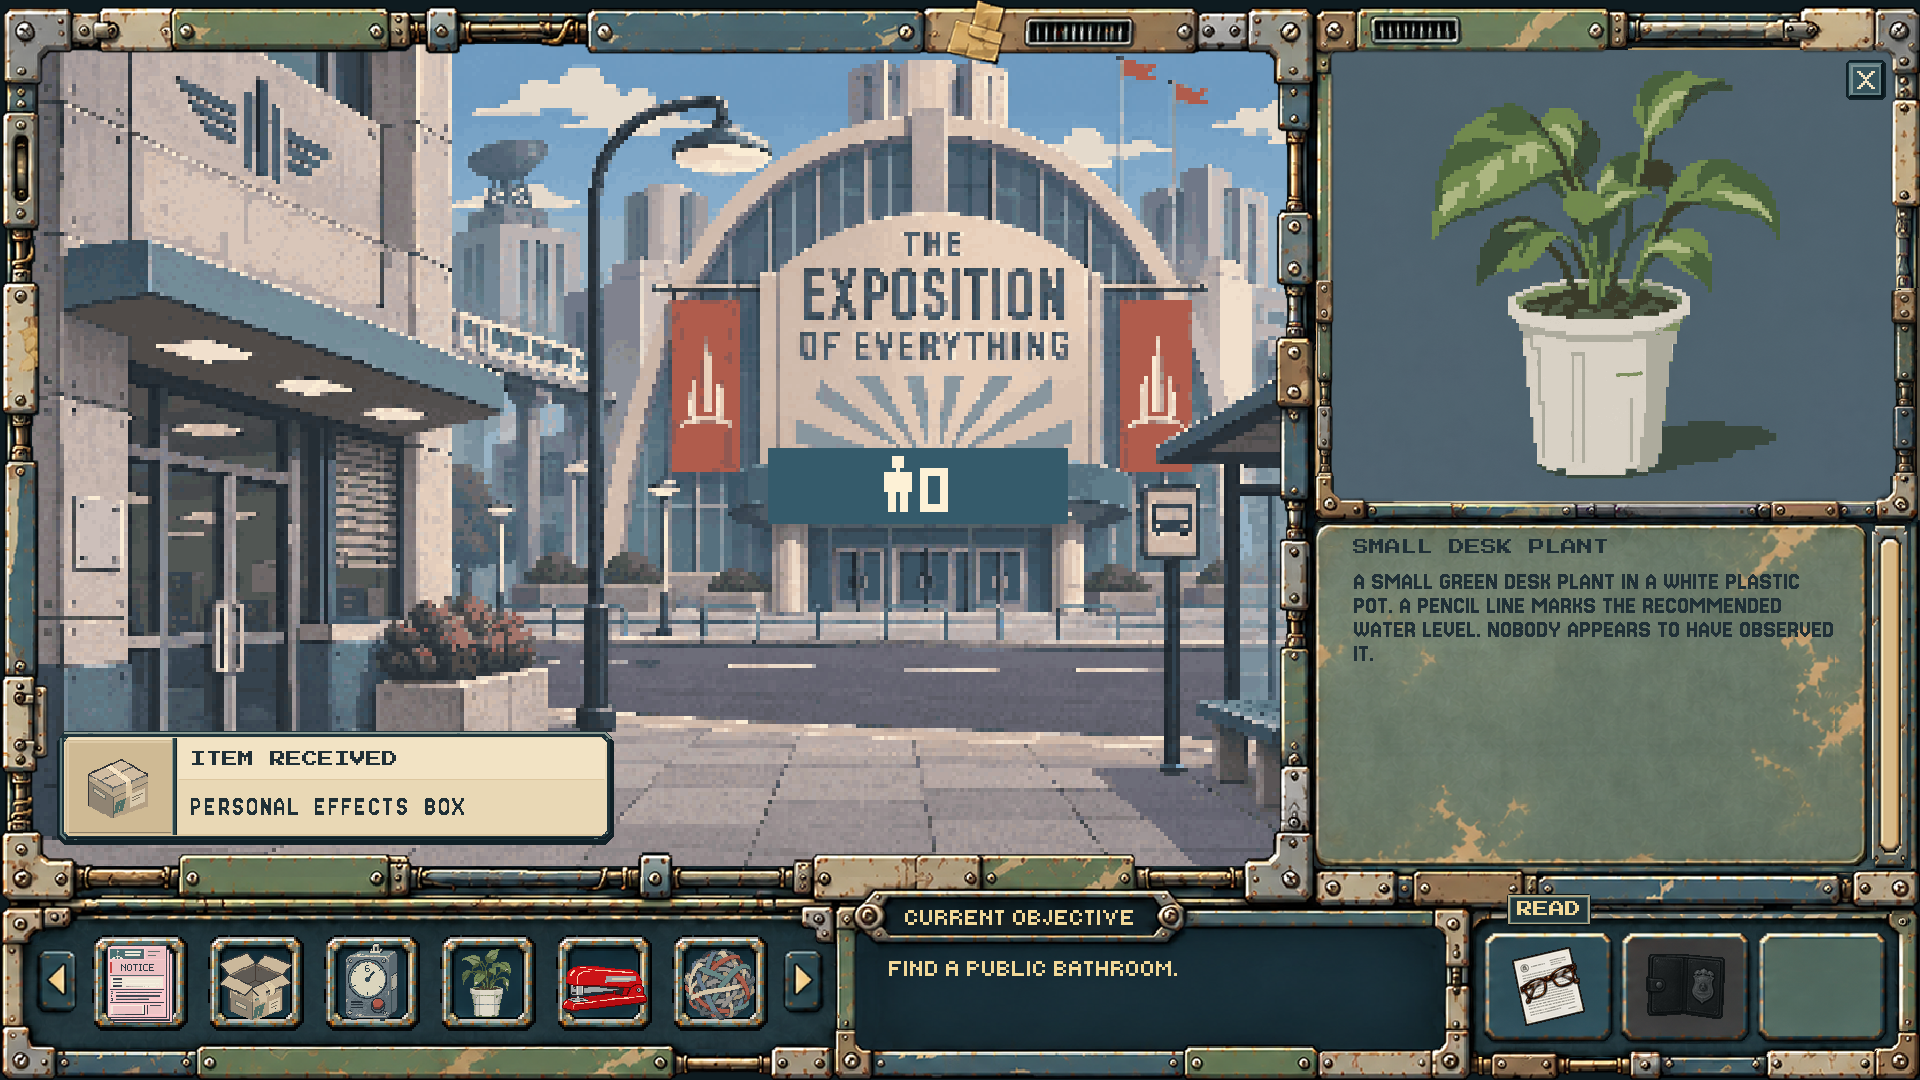 THE
EXPOSITION
OF EVERYTHING
ITEM RECEIVED
PERSONAL EFFECTS BOX
SMALL DESK PLANT
A SMALL GREEN DESK PLANT IN A WHITE PLASTIC
POT. A PENCIL LINE MARKS THE RECOMMENDED
WATER LEVEL. NOBODY APPEARS TO HAVE OBSERVED
IT.
NOTICE
6
CURRENT OBJECTIVE
FIND A PUBLIC BATHROOM.
READ